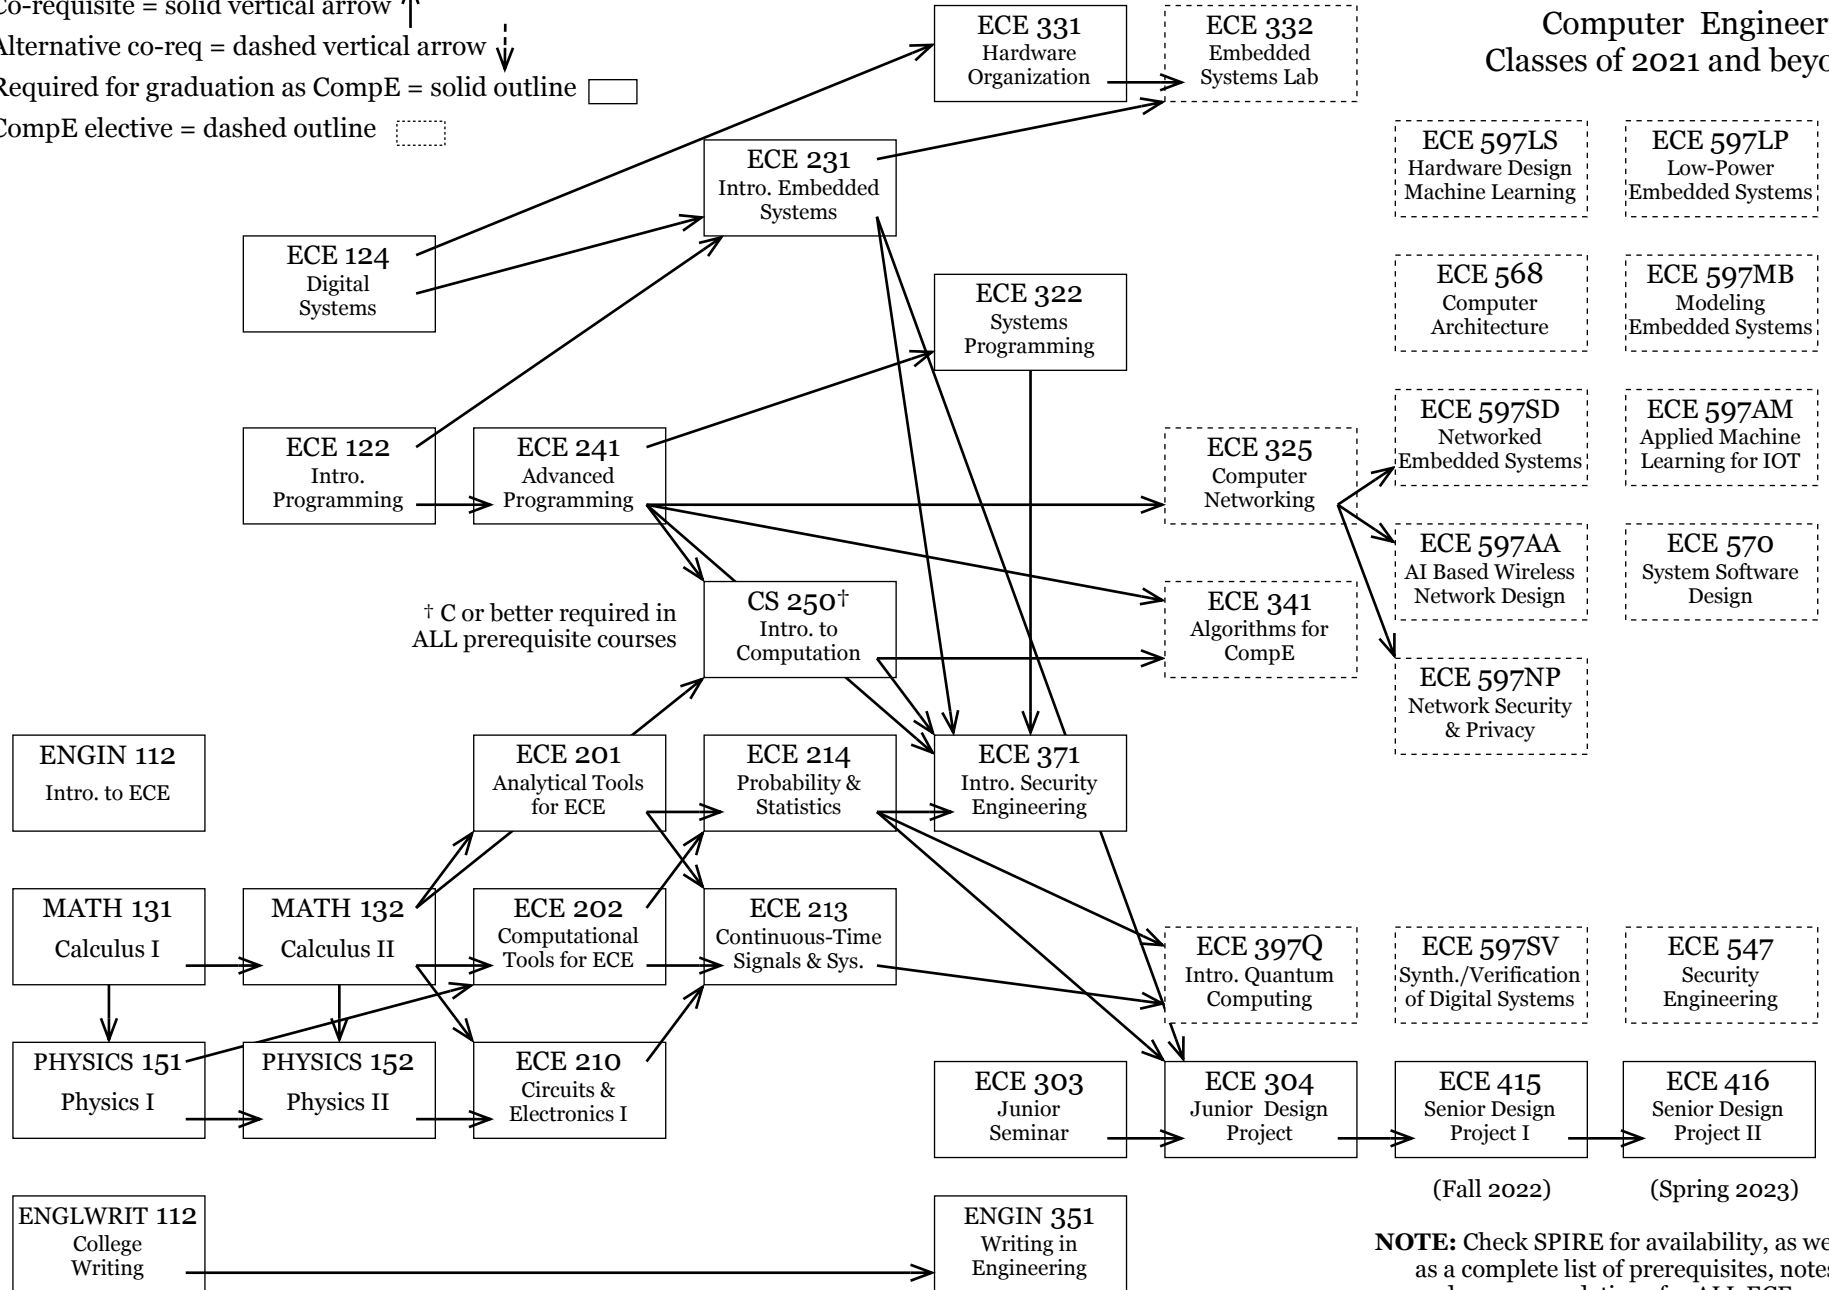 Co-requisite = solid vertical arrow
Alternative co-req = dashed vertical arrow
Required for graduation as CompE = solid outline
CompE elective = dashed outline
Computer Engineer
Classes of 2021 and beyo
ECE 331
Hardware
Organization
ECE 332
Embedded
Systems Lab
ECE 231
Intro. Embedded
Systems
ECE 597LS
Hardware Design
Machine Learning
ECE 597LP
Low-Power
Embedded Systems
ECE 124
Digital
Systems
ECE 322
Systems
Programming
ECE 568
Computer
Architecture
ECE 597MB
Modeling
Embedded Systems
ECE 122
Intro.
Programming
ECE 241
Advanced
Programming
ECE 325
Computer
Networking
ECE 597SD
Networked
Embedded Systems
ECE 597AM
Applied Machine
Learning for IOT
ECE 597AA
AI Based Wireless
Network Design
ECE 570
System Software
Design
† C or better required in
ALL prerequisite courses
CS 250†
Intro. to
Computation
ECE 341
Algorithms for
CompE
ECE 597NP
Network Security
& Privacy
ENGIN 112
Intro. to ECE
ECE 201
Analytical Tools
for ECE
ECE 214
Probability &
Statistics
ECE 371
Intro. Security
Engineering
MATH 131
Calculus I
MATH 132
Calculus II
ECE 202
Computational
Tools for ECE
ECE 213
Continuous-Time
Signals & Sys.
ECE 397Q
Intro. Quantum
Computing
ECE 597SV
Synth./Verification
of Digital Systems
ECE 547
Security
Engineering
PHYSICS 151
Physics I
PHYSICS 152
Physics II
ECE 210
Circuits &
Electronics I
ECE 303
Junior
Seminar
ECE 304
Junior Design
Project
ECE 415
Senior Design
Project I
ECE 416
Senior Design
Project II
(Fall 2022)
(Spring 2023)
ENGLWRIT 112
College
Writing
ENGIN 351
Writing in
Engineering
NOTE: Check SPIRE for availability, as we
as a complete list of prerequisites, notes